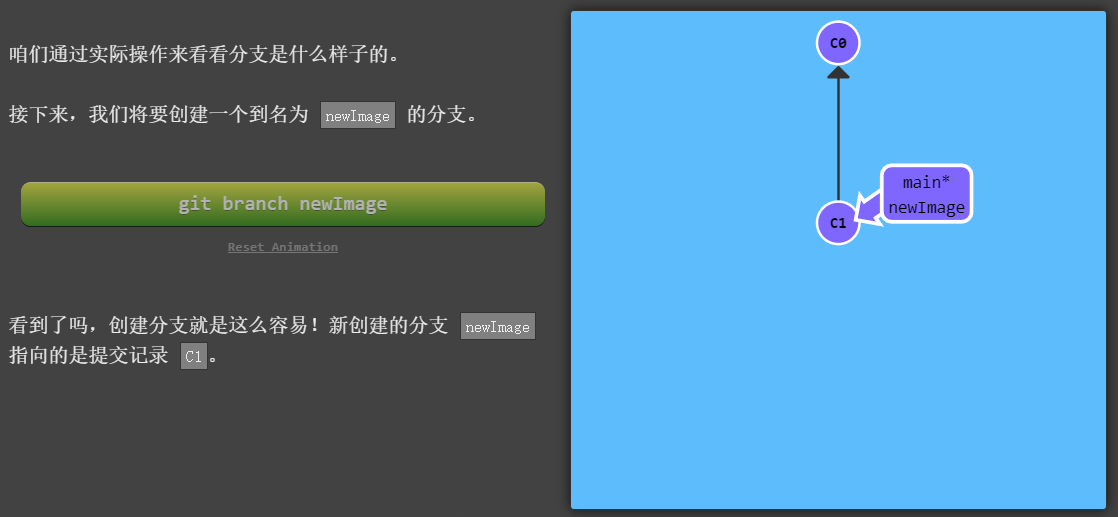 咱们通过实际操作来看看分支是什么样子的。
接下来，我们将要创建一个到名为 newImage 的分支。
git branch newImage
Reset Animation
看到了吗，创建分支就是这么容易！新创建的分支 newImage
指向的是提交记录 C1。
C0
main*
newImage
C1